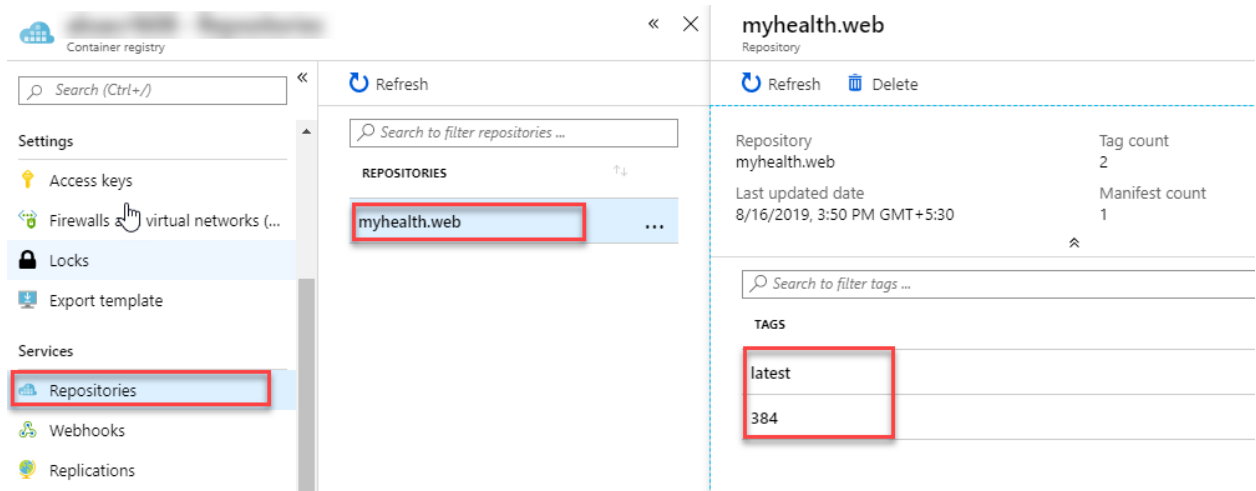 Container registry
Search (Ctrl+/)
Settings
Access keys
Firewalls a virtual networks (...
Locks
Export template
Services
Repositories
Webhooks
Replications
Refresh
Search to filter repositories ...
REPOSITORIES
myhealth.web
...
myhealth.web
Repository
Refresh
Delete
Repository
myhealth.web
Tag count
2
Last updated date
8/16/2019, 3:50 PM GMT+5:30
Manifest count
1
Search to filter tags ...
TAGS
latest
384